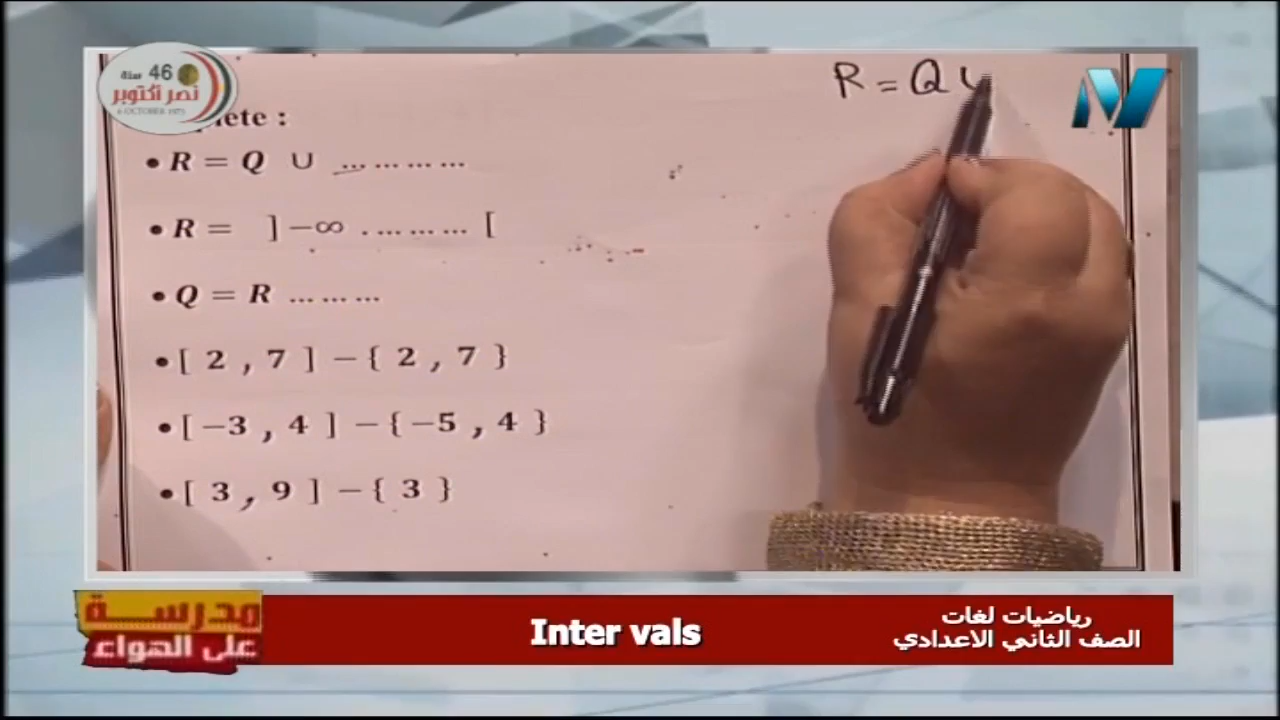 46 سنة
نصر أكتوبر
6 OCTOBER 1973
R = Q U
ete :
• R = Q ∪ ... ... ... ...
• R = ] −∞ . ... ... ... [
• Q = R ... ... ...
• [ 2 , 7 ] − { 2 , 7 }
• [ −3 , 4 ] − { −5 , 4 }
• [ 3 , 9 ] − { 3 }
مدرسة
على الهواء
Inter vals
رياضيات لغات
الصف الثاني الاعدادي